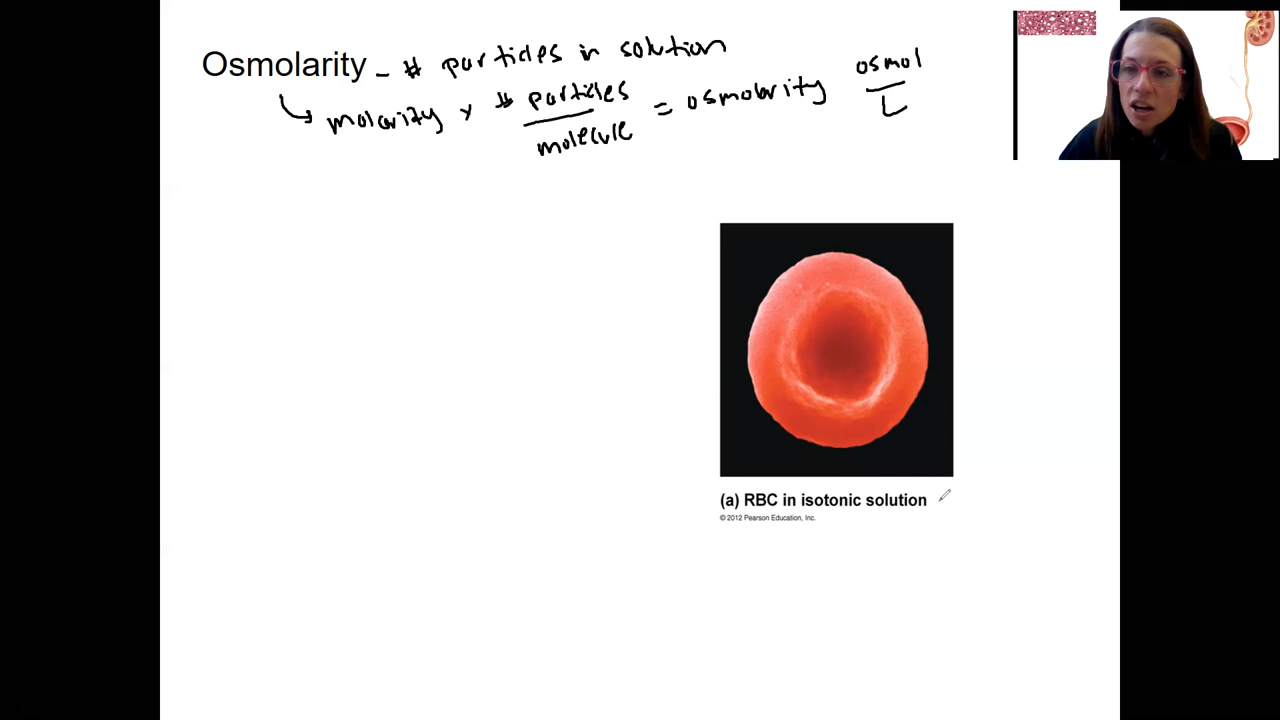 Osmolarity - # particles in solution
↳ molarity x # particles / molecule = osmolarity osmol / L
(a) RBC in isotonic solution
© 2012 Pearson Education, Inc.